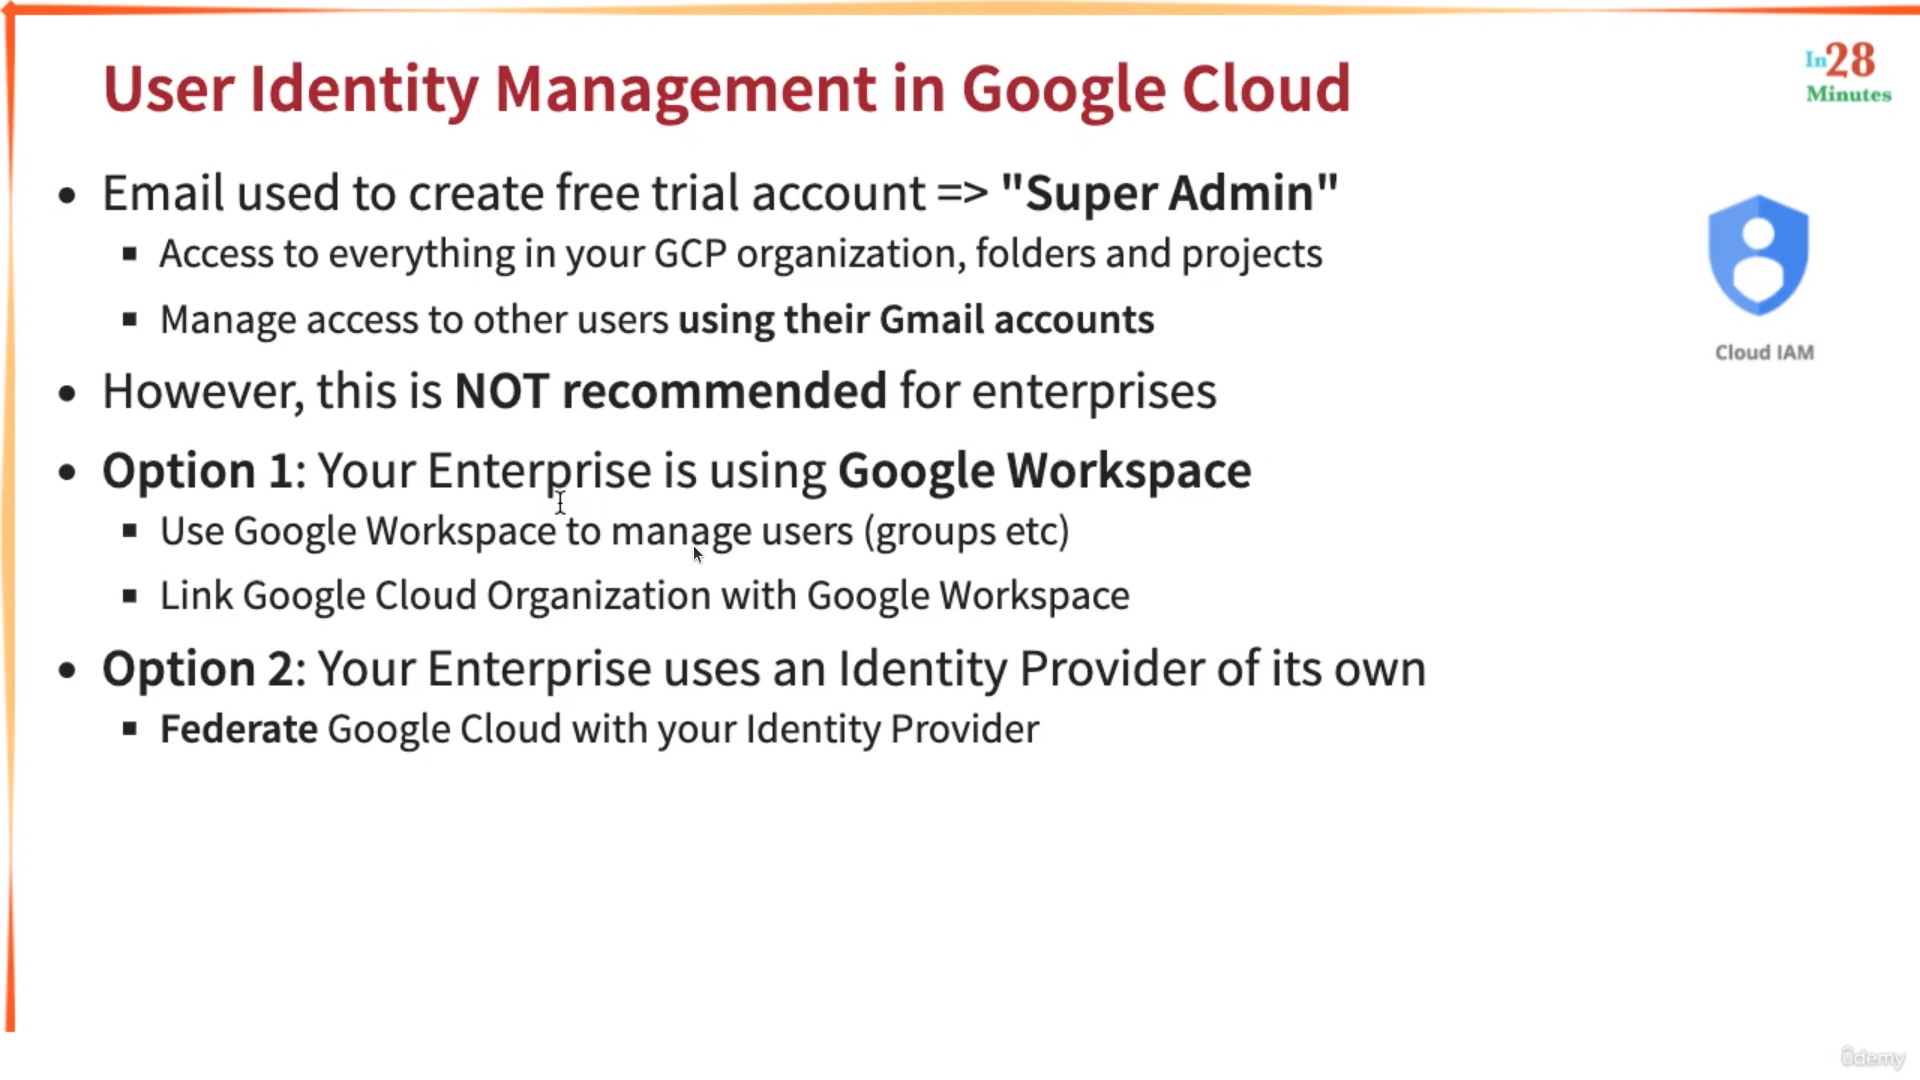 User Identity Management in Google Cloud
In28
Minutes
• Email used to create free trial account => "Super Admin"
▪ Access to everything in your GCP organization, folders and projects
▪ Manage access to other users using their Gmail accounts
Cloud IAM
• However, this is NOT recommended for enterprises
• Option 1: Your Enterprise is using Google Workspace
▪ Use Google Workspace to manage users (groups etc)
▪ Link Google Cloud Organization with Google Workspace
• Option 2: Your Enterprise uses an Identity Provider of its own
▪ Federate Google Cloud with your Identity Provider
ûdemy